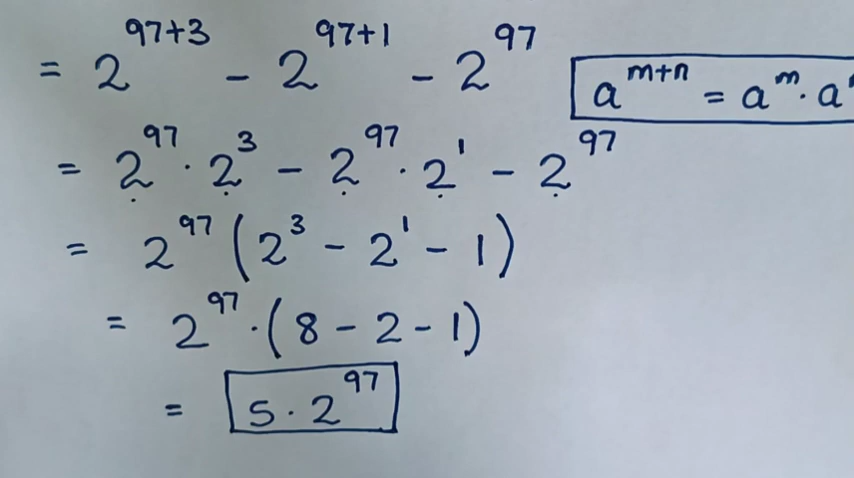 = 2^{97+3} - 2^{97+1} - 2^{97}
a^{m+n} = a^m · a
= 2^{97} · 2^3 - 2^{97} · 2^1 - 2^{97}
= 2^{97} (2^3 - 2^1 - 1)
= 2^{97} · (8 - 2 - 1)
= 5 · 2^{97}